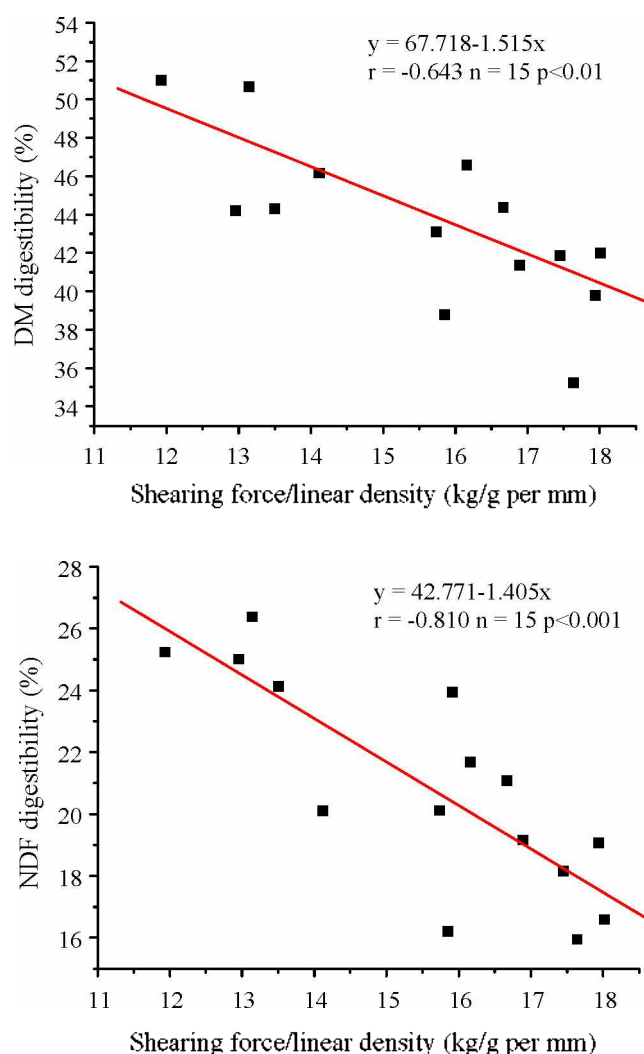 y = 67.718-1.515x
r = -0.643 n = 15 p<0.01
DM digestibility (%)
54
52
50
48
46
44
42
40
38
36
34
11 12 13 14 15 16 17 18
Shearing force/linear density (kg/g per mm)
y = 42.771-1.405x
r = -0.810 n = 15 p<0.001
NDF digestibility (%)
28
26
24
22
20
18
16
11 12 13 14 15 16 17 18
Shearing force/linear density (kg/g per mm)